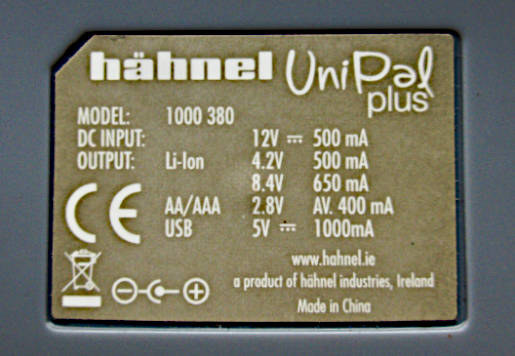 hähnel UniPal plus
MODEL: 1000 380
DC INPUT: 12V 500 mA
OUTPUT: Li-Ion 4.2V 500 mA
8.4V 650 mA
AA/AAA 2.8V AV. 400 mA
USB 5V 1000mA
CE
www.hahnel.ie
a product of hähnel industries, Ireland
Made in China